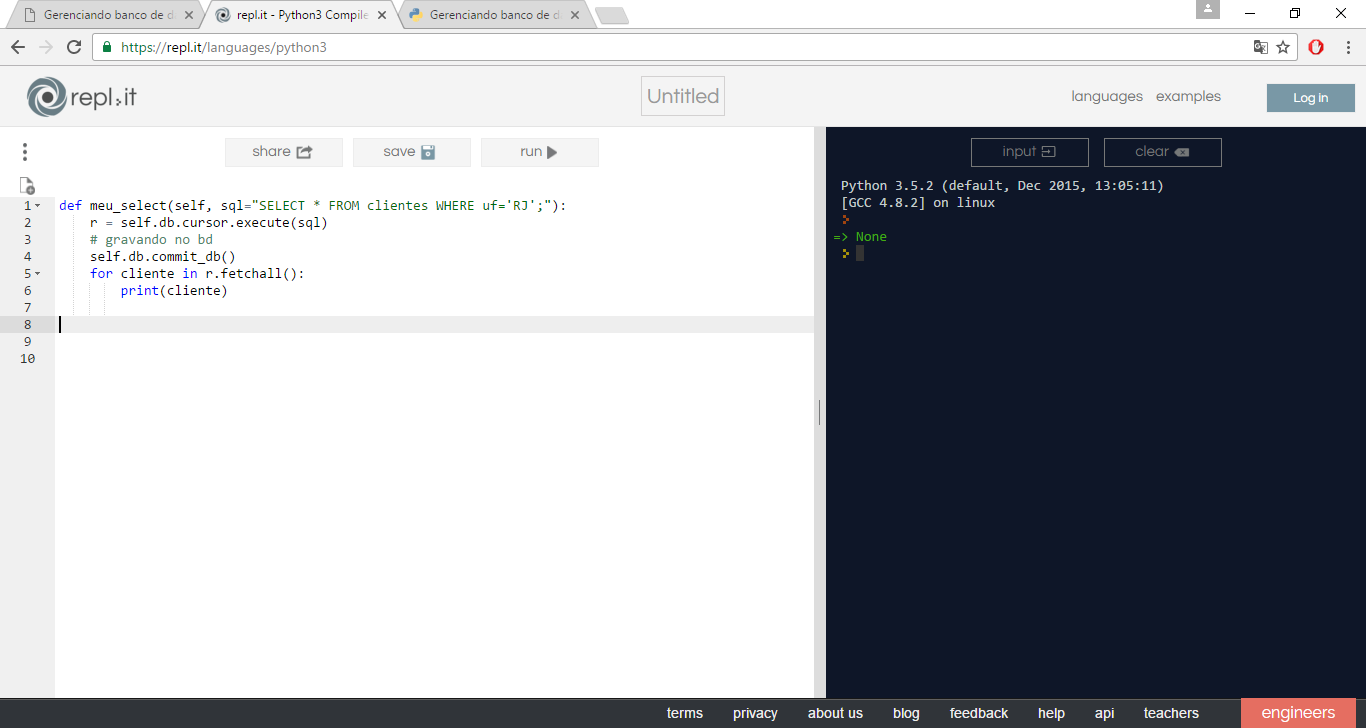 Gerenciando banco de d
repl.it - Python3 Compile
Gerenciando banco de d
https://repl.it/languages/python3
repl.it
Untitled
languages
examples
Log in
share
save
run
input
clear
1
2
3
4
5
6
7
8
9
10
def meu_select(self, sql="SELECT * FROM clientes WHERE uf='RJ';"):
    r = self.db.cursor.execute(sql)
    # gravando no bd
    self.db.commit_db()
    for cliente in r.fetchall():
        print(cliente)
Python 3.5.2 (default, Dec 2015, 13:05:11)
[GCC 4.8.2] on linux
=> None
terms
privacy
about us
blog
feedback
help
api
teachers
engineers